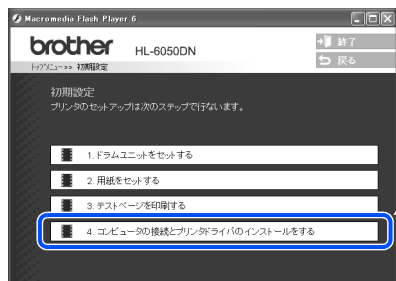 Macromedia Flash Player 6
brother HL-6050DN
終了
トップメニュー>> 初期設定
戻る
初期設定
プリンタのセットアップは次のステップで行ないます。
1.ドラムユニットをセットする
2.用紙をセットする
3.テストページを印刷する
4.コンピュータの接続とプリンタドライバのインストールをする